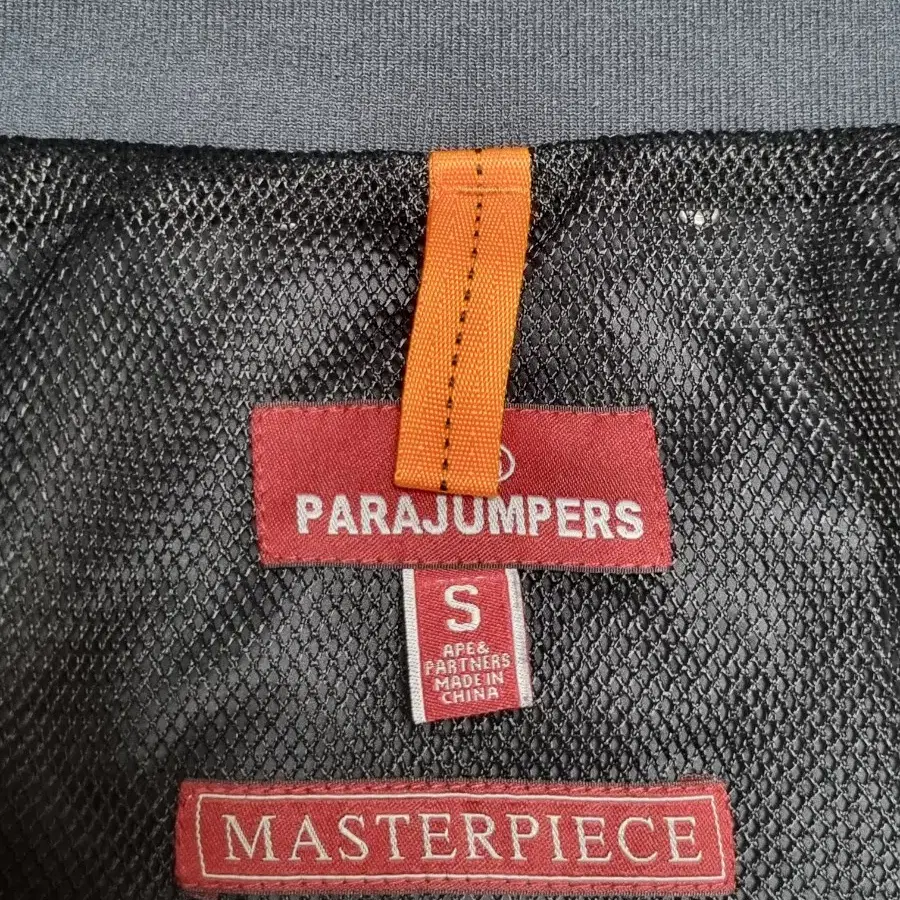 PARAJUMPERS
S
APE&
PARTNERS
MADE IN
CHINA
MASTERPIECE